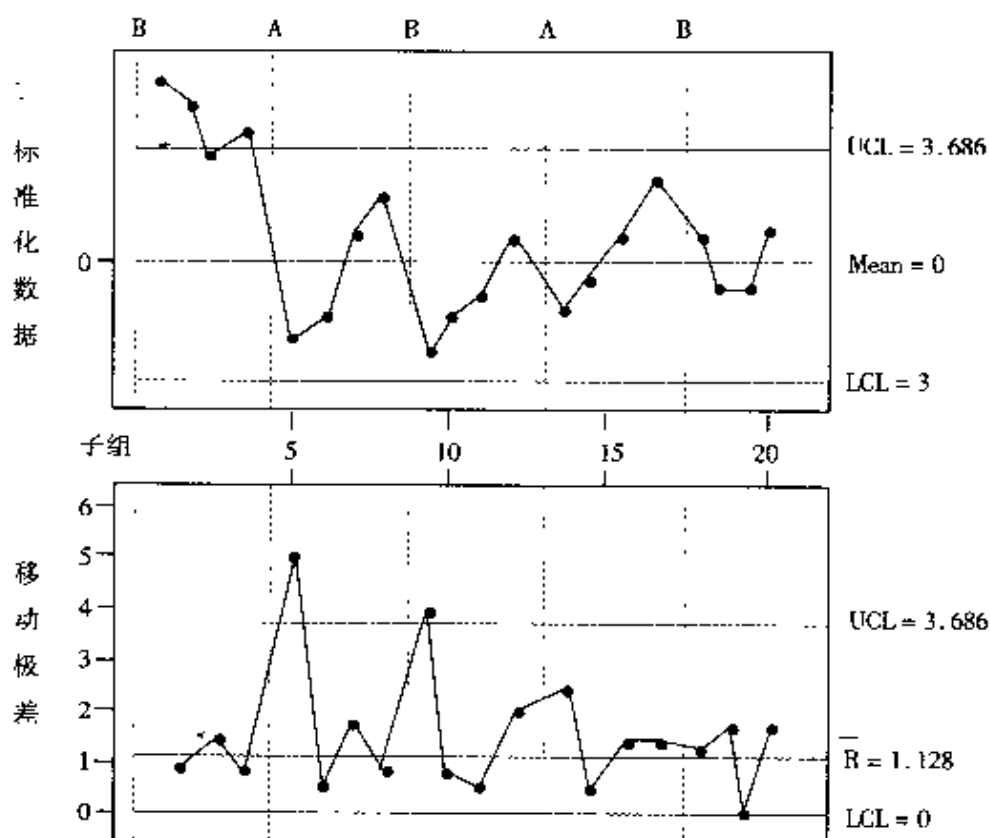 B A B A B
标准化数据
UCL = 3.686
0
Mean = 0
LCL = 3
子组 5 10 15 20
移动极差
6
5
4
UCL = 3.686
3
2
1
R = 1.128
0
LCL = 0